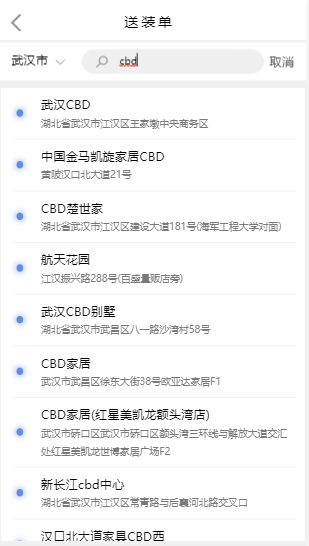 送装单
武汉市
cbd
取消
武汉CBD
湖北省武汉市江汉区王家墩中央商务区
中国金马凯旋家居CBD
黄陂汉口北大道21号
CBD楚世家
湖北省武汉市江汉区建设大道181号(海军工程大学对面)
航天花园
江汉振兴路288号(百盛量贩店旁)
武汉CBD别墅
湖北省武汉市武昌区八一路沙湾村58号
CBD家居
武汉市武昌区徐东大街38号欧亚达家居F1
CBD家居(红星美凯龙额头湾店)
武汉市硚口区武汉市硚口区额头湾三环线与解放大道交汇
处红星美凯龙世博家居广场F2
新长江cbd中心
湖北省武汉市江汉区常青路与后襄河北路交叉口
汉口北大道家具CBD西